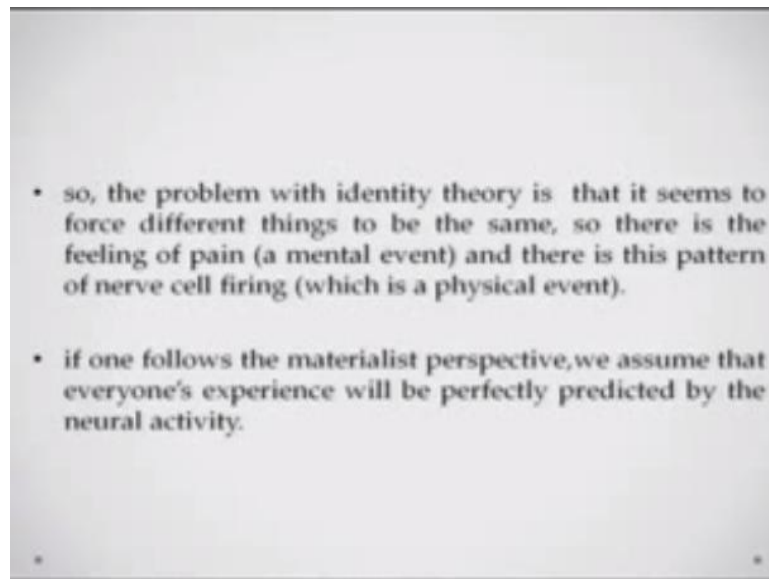 • so, the problem with identity theory is that it seems to
force different things to be the same, so there is the
feeling of pain (a mental event) and there is this pattern
of nerve cell firing (which is a physical event).
• if one follows the materialist perspective,we assume that
everyone's experience will be perfectly predicted by the
neural activity.